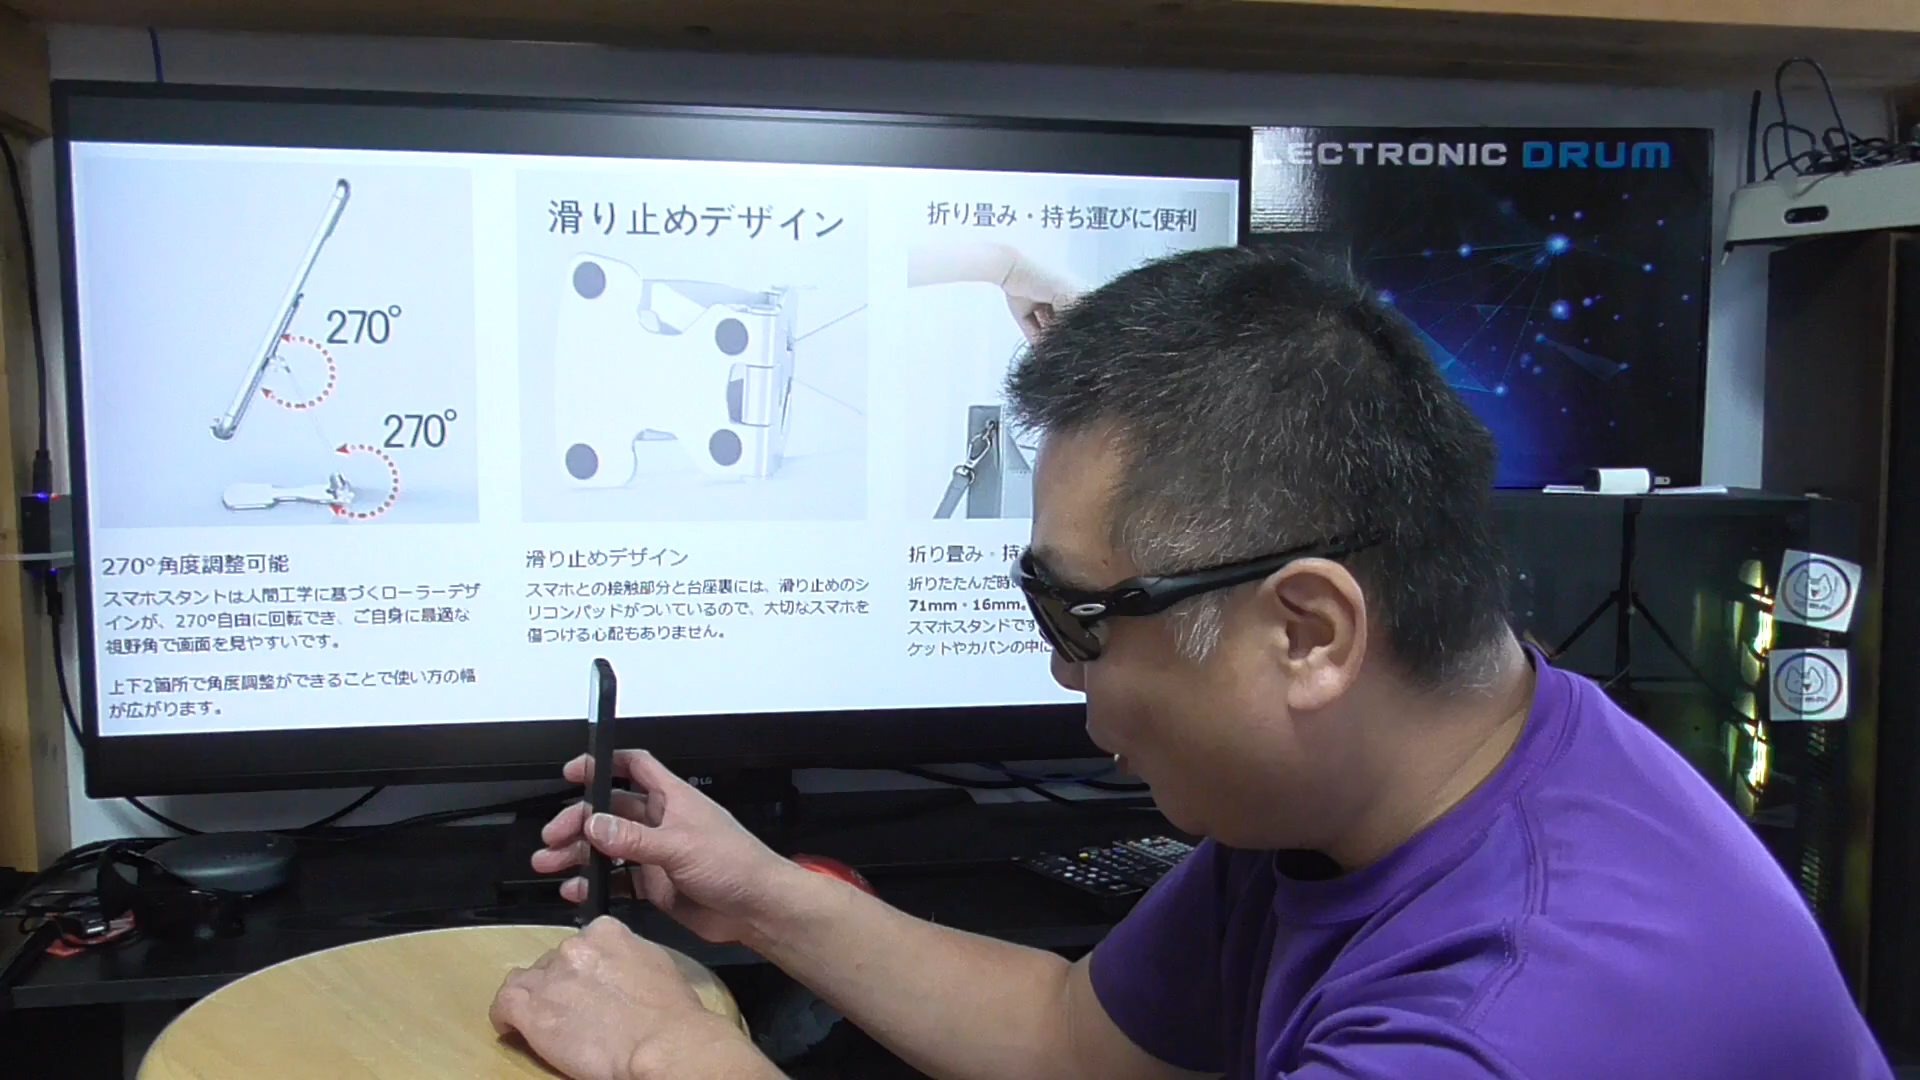 ECTRONIC DRUM
270°
270°
270°角度調整可能
スマホスタントは人間工学に基づくローラーデザ
インが、270°自由に回転でき、ご自身に最適な
視野角で画面を見やすいです。
上下2箇所で角度調整ができることで使い方の幅
が広がります。
滑り止めデザイン
滑り止めデザイン
スマホとの接触部分と台座裏には、滑り止めのシ
リコンパッドがついているので、大切なスマホを
傷つける心配もありません。
折り畳み・持ち運びに便利
折り畳み・持
折りたたんだ時
71mm・16mm。
スマホスタンドです
ケットやカバンの中に
LG